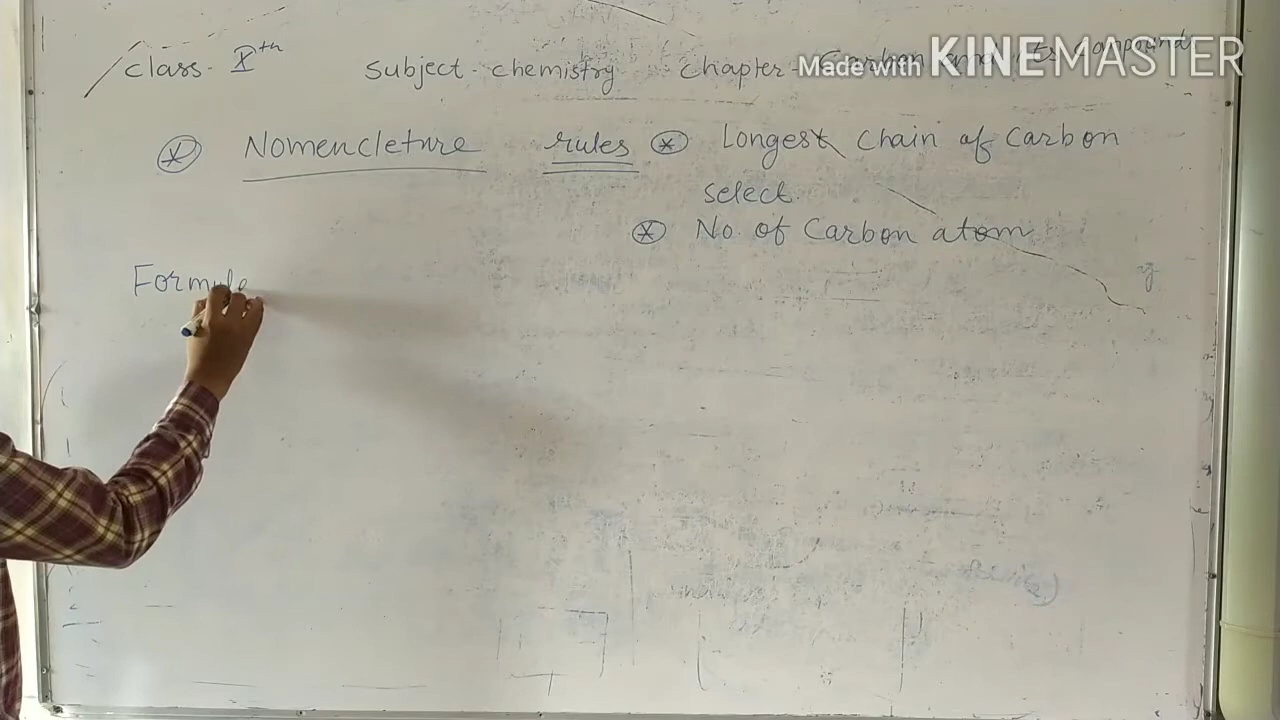 Class - Xth Subject - chemistry Chapter - Carbon and its Compounds
Made with KINEMASTER
Nomencleture rules * Longest chain of carbon
select.
* No. of Carbon atom
Formule